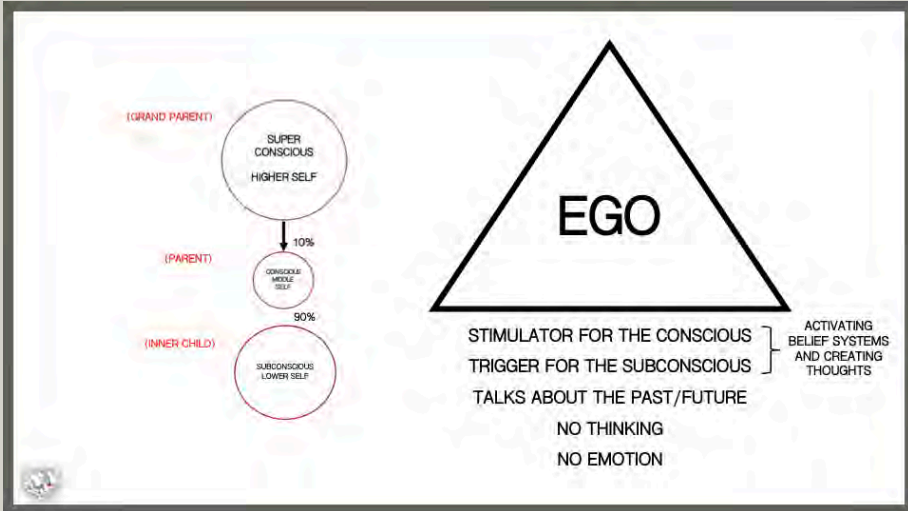 (GRAND PARENT)
SUPER
CONSCIOUS
HIGHER SELF
10%
(PARENT)
CONSCIOUS
MIDDLE
SELF
90%
(INNER CHILD)
SUBCONSCIOUS
LOWER SELF
EGO
STIMULATOR FOR THE CONSCIOUS
TRIGGER FOR THE SUBCONSCIOUS
ACTIVATING
BELIEF SYSTEMS
AND CREATING
THOUGHTS
TALKS ABOUT THE PAST/FUTURE
NO THINKING
NO EMOTION